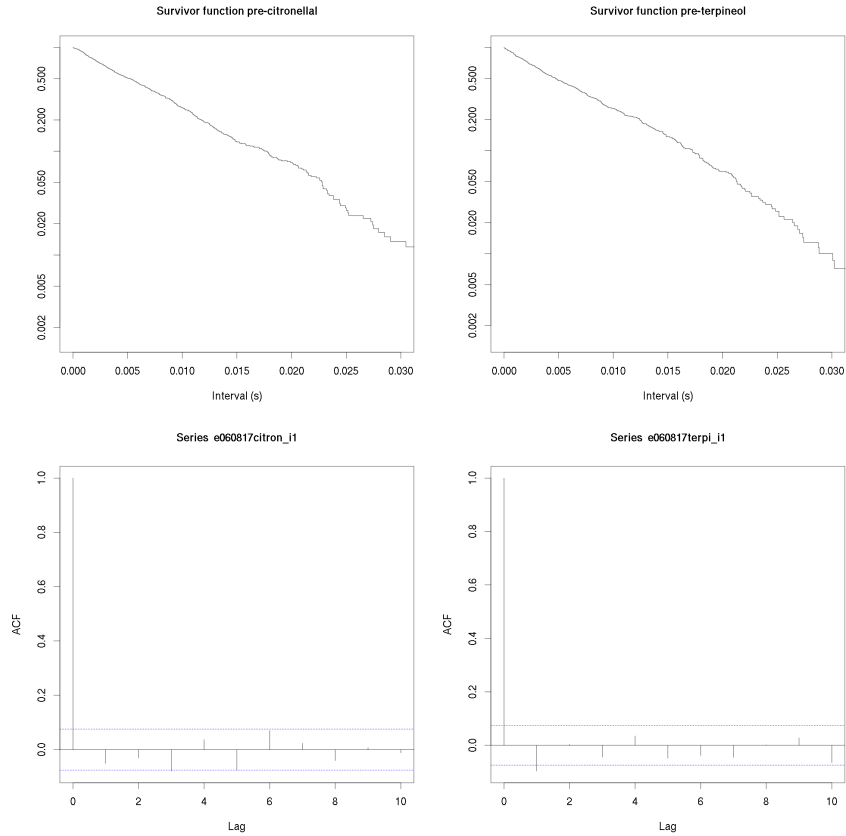 Survivor function pre-citronellal
0.500
0.200
0.050
0.020
0.005
0.002
0.000 0.005 0.010 0.015 0.020 0.025 0.030
Interval (s)
Survivor function pre-terpineol
0.500
0.200
0.050
0.020
0.005
0.002
0.000 0.005 0.010 0.015 0.020 0.025 0.030
Interval (s)
Series e060817citron_i1
ACF
1.0
0.8
0.6
0.4
0.2
0.0
0 2 4 6 8 10
Lag
Series e060817terpi_i1
ACF
1.0
0.8
0.6
0.4
0.2
0.0
0 2 4 6 8 10
Lag